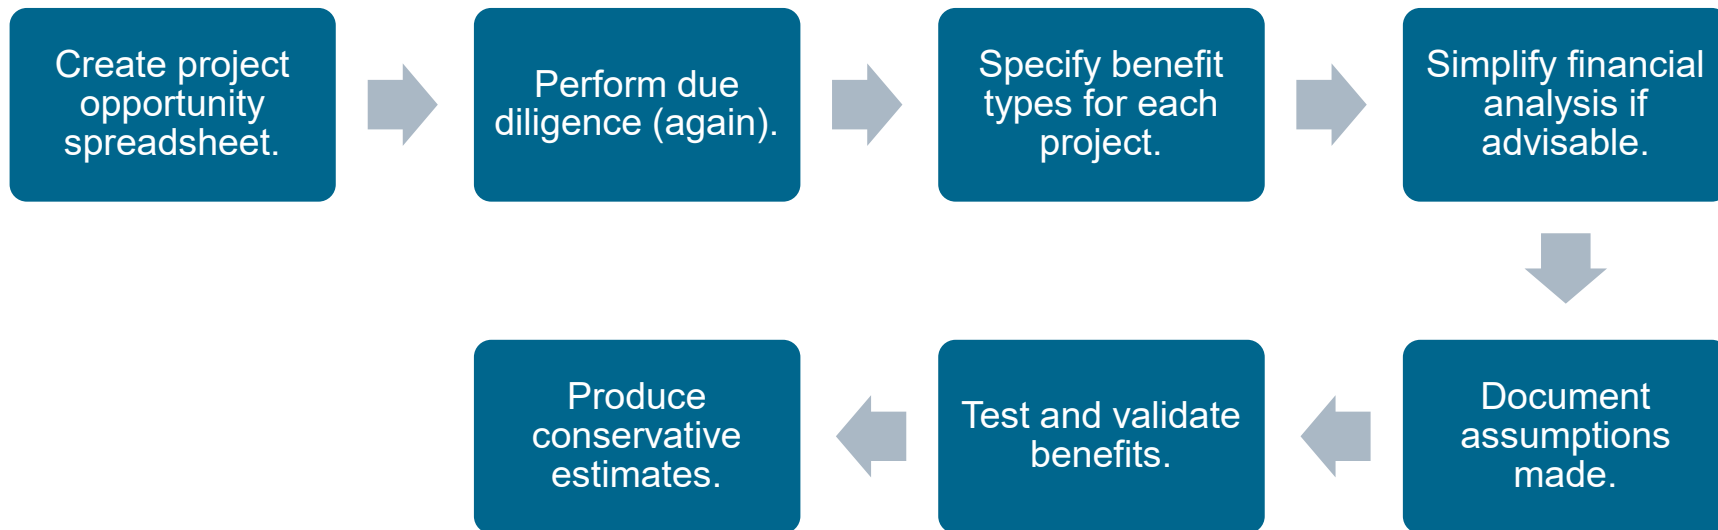 Create project
opportunity
spreadsheet.
Perform due
diligence (again).
Specify benefit
types for each
project.
Simplify financial
analysis if
advisable.
Document
assumptions
made.
Test and validate
benefits.
Produce
conservative
estimates.